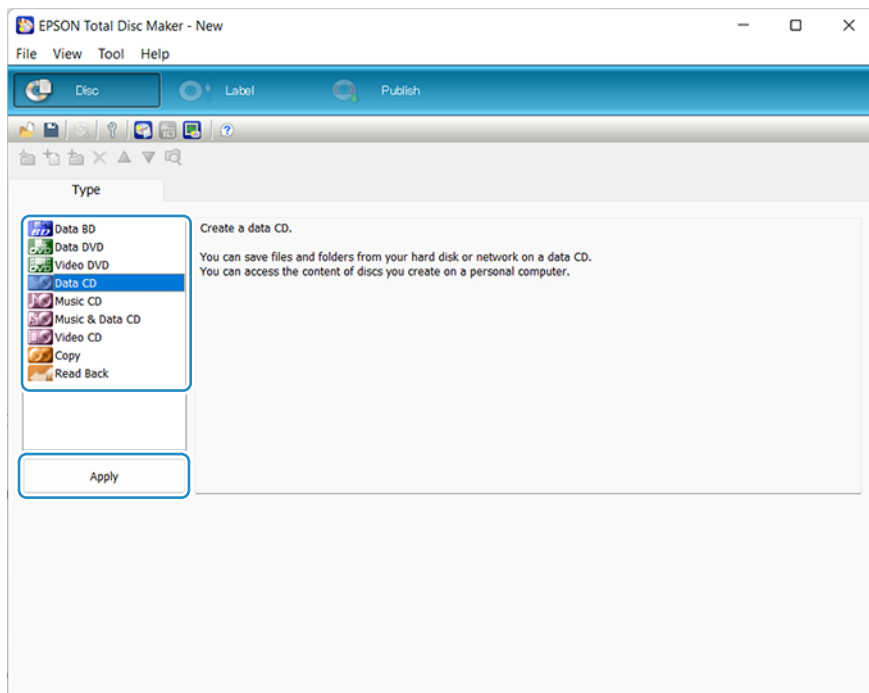 EPSON Total Disc Maker - New
File View Tool Help
Disc Label Publish
Type
Data BD
Data DVD
Video DVD
Data CD
Music CD
Music & Data CD
Video CD
Copy
Read Back
Apply
Create a data CD.
You can save files and folders from your hard disk or network on a data CD.
You can access the content of discs you create on a personal computer.